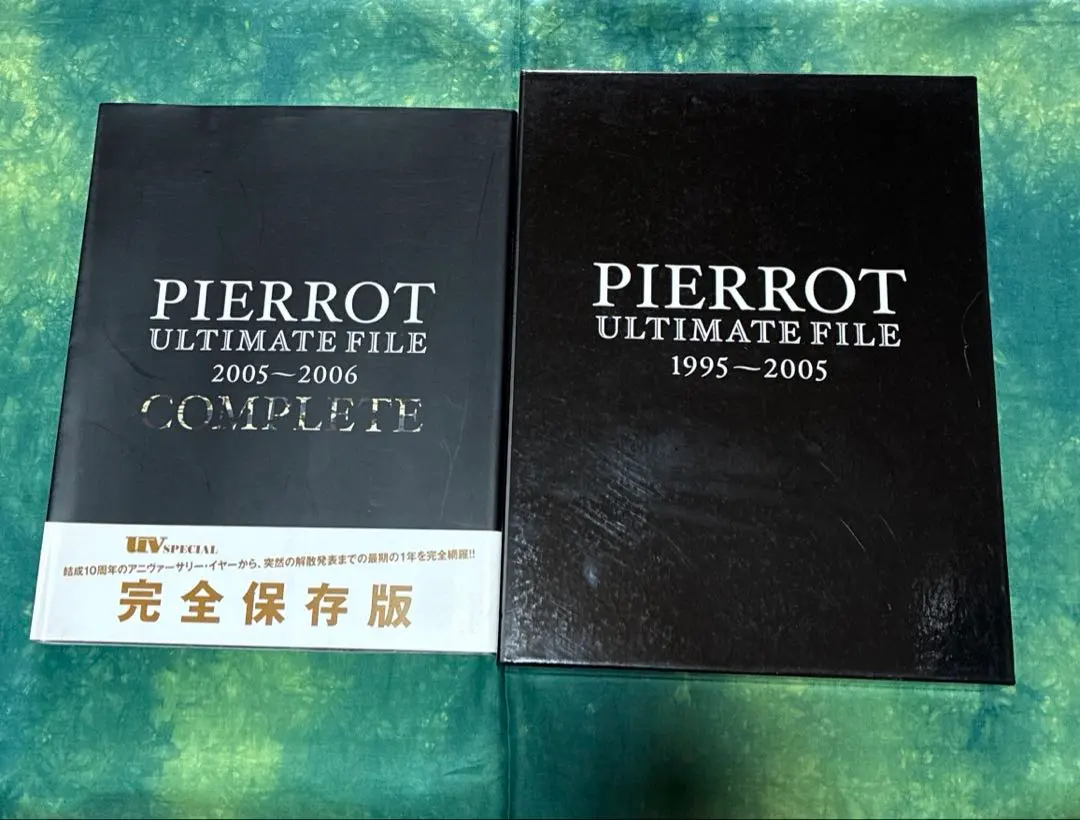 PIERROT
ULTIMATE FILE
2005〜2006
COMPLETE
UV SPECIAL
結成10周年のアニヴァーサリー・イヤーから、突然の解散発表までの最期の1年を完全網羅!!
完全保存版
PIERROT
ULTIMATE FILE
1995〜2005